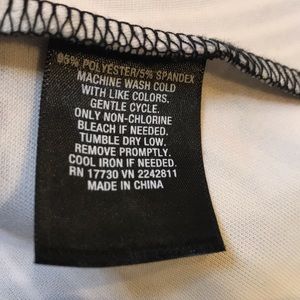 95% POLYESTER/5% SPANDEX
MACHINE WASH COLD
WITH LIKE COLORS.
GENTLE CYCLE.
ONLY NON-CHLORINE
BLEACH IF NEEDED.
TUMBLE DRY LOW.
REMOVE PROMPTLY.
COOL IRON IF NEEDED.
RN 17730 VN 2242811
MADE IN CHINA